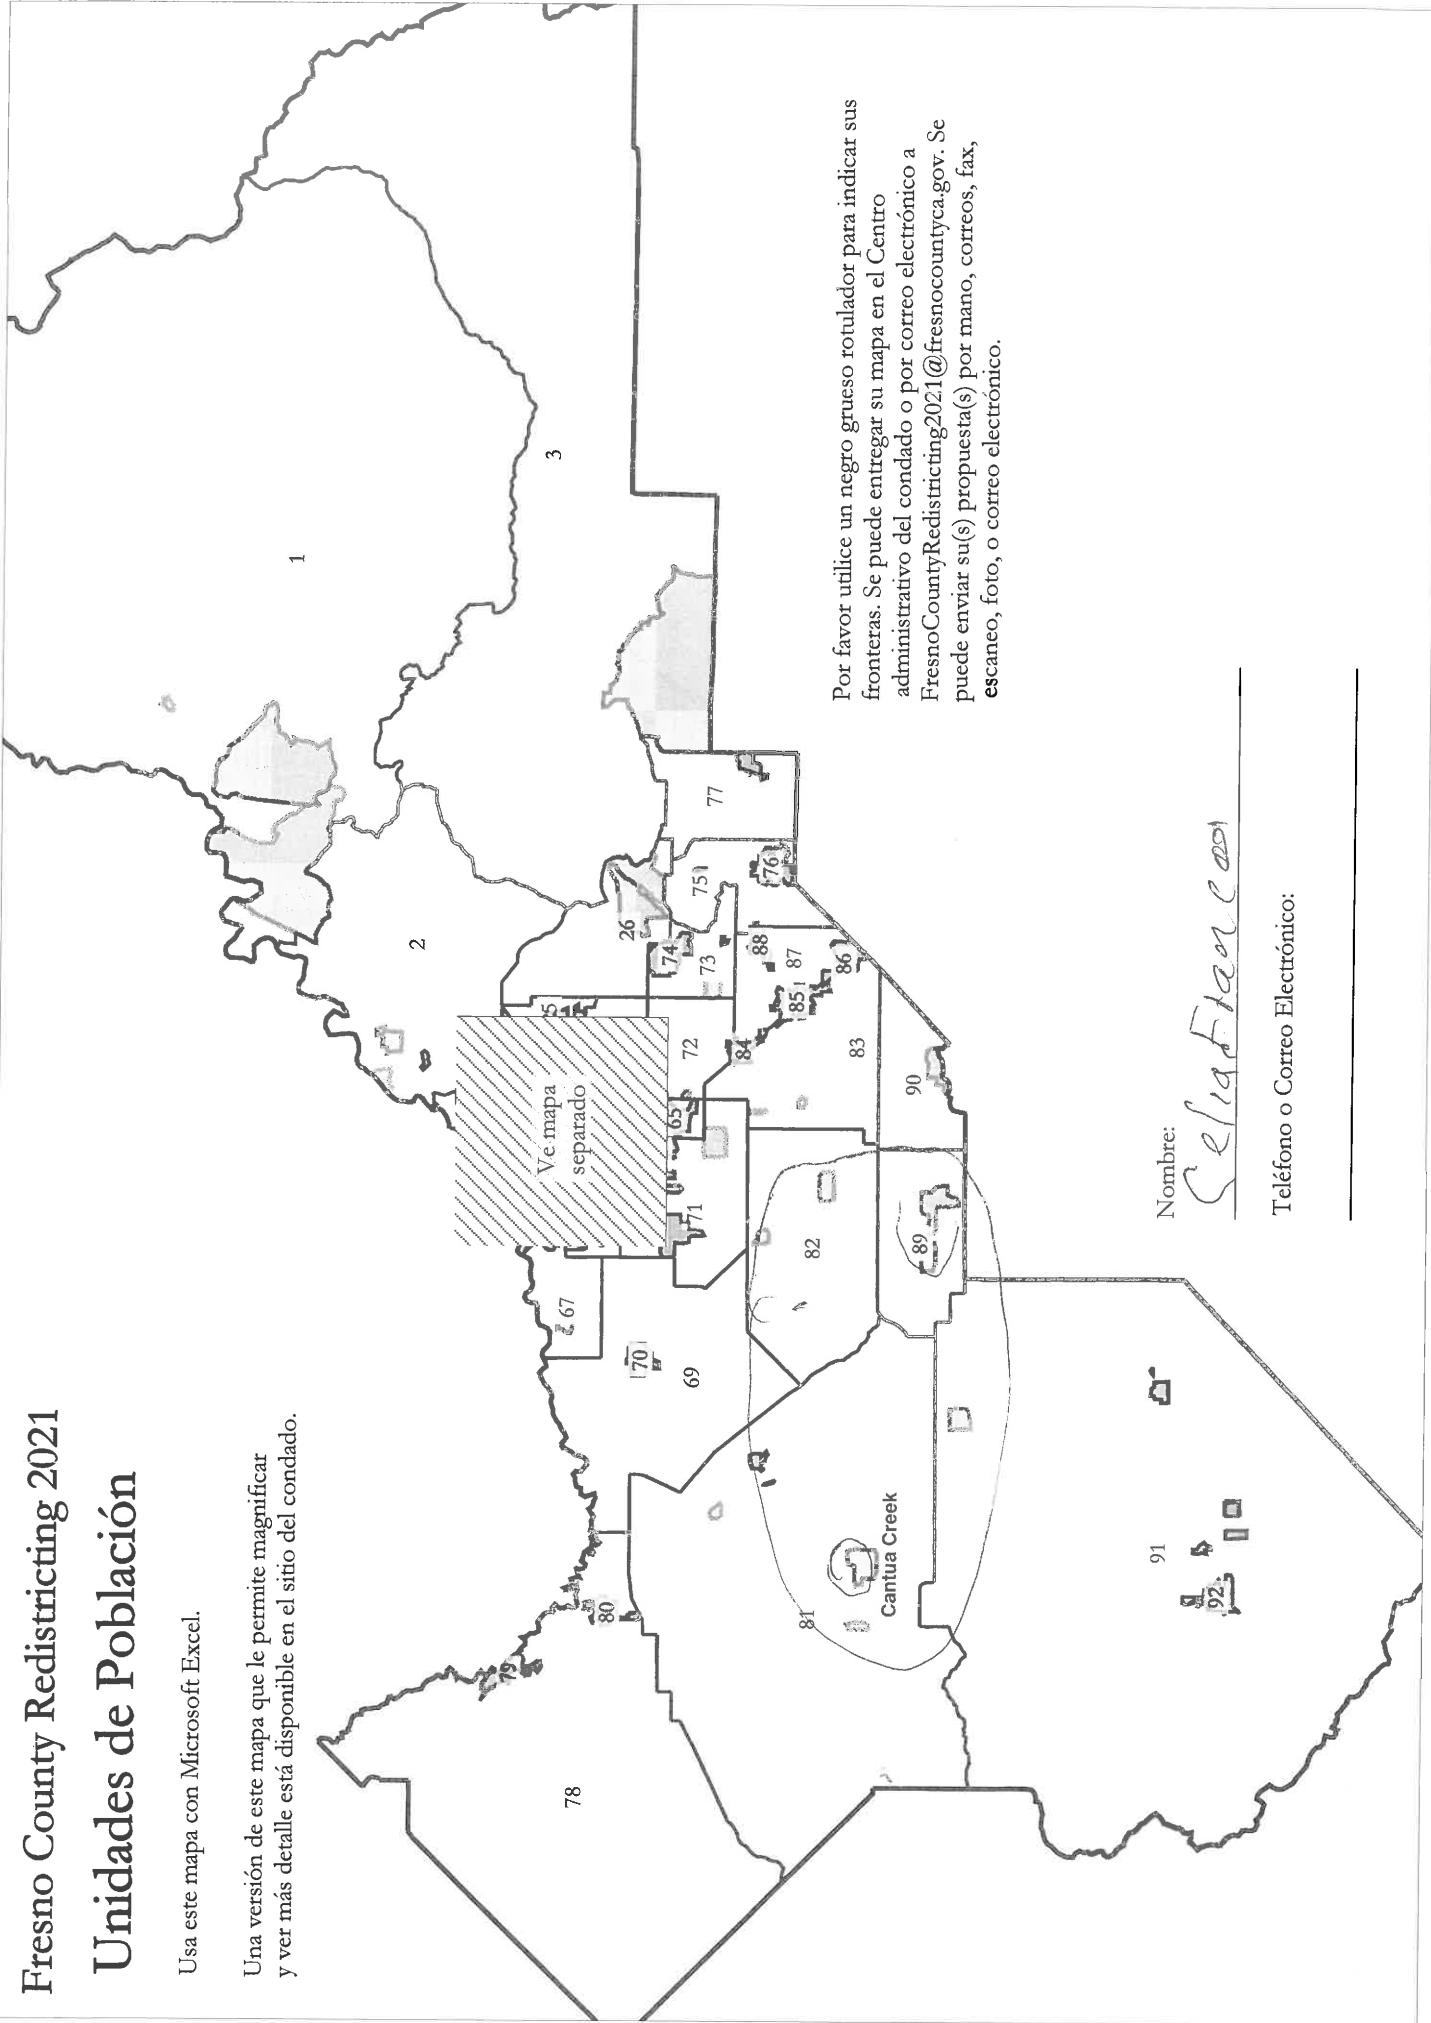 Fresno County Redistricting 2021
Unidades de Población
Usa este mapa con Microsoft Excel.
Una versión de este mapa que le permite magnificar
y ver más detalle está disponible en el sitio del condado.
1
2
3
26
5
Ve mapa
separado
67
70
69
71
65
72
73
74
75
76
77
78
79
80
81
82
83
84
85
86
87
88
89
90
91
92
Cantua Creek
Por favor utilice un negro grueso rotulador para indicar sus
fronteras. Se puede entregar su mapa en el Centro
administrativo del condado o por correo electrónico a
FresnoCountyRedistricting2021@fresnocountyca.gov. Se
puede enviar su(s) propuesta(s) por mano, correos, fax,
escaneo, foto, o correo electrónico.
Nombre:
Teléfono o Correo Electrónico: